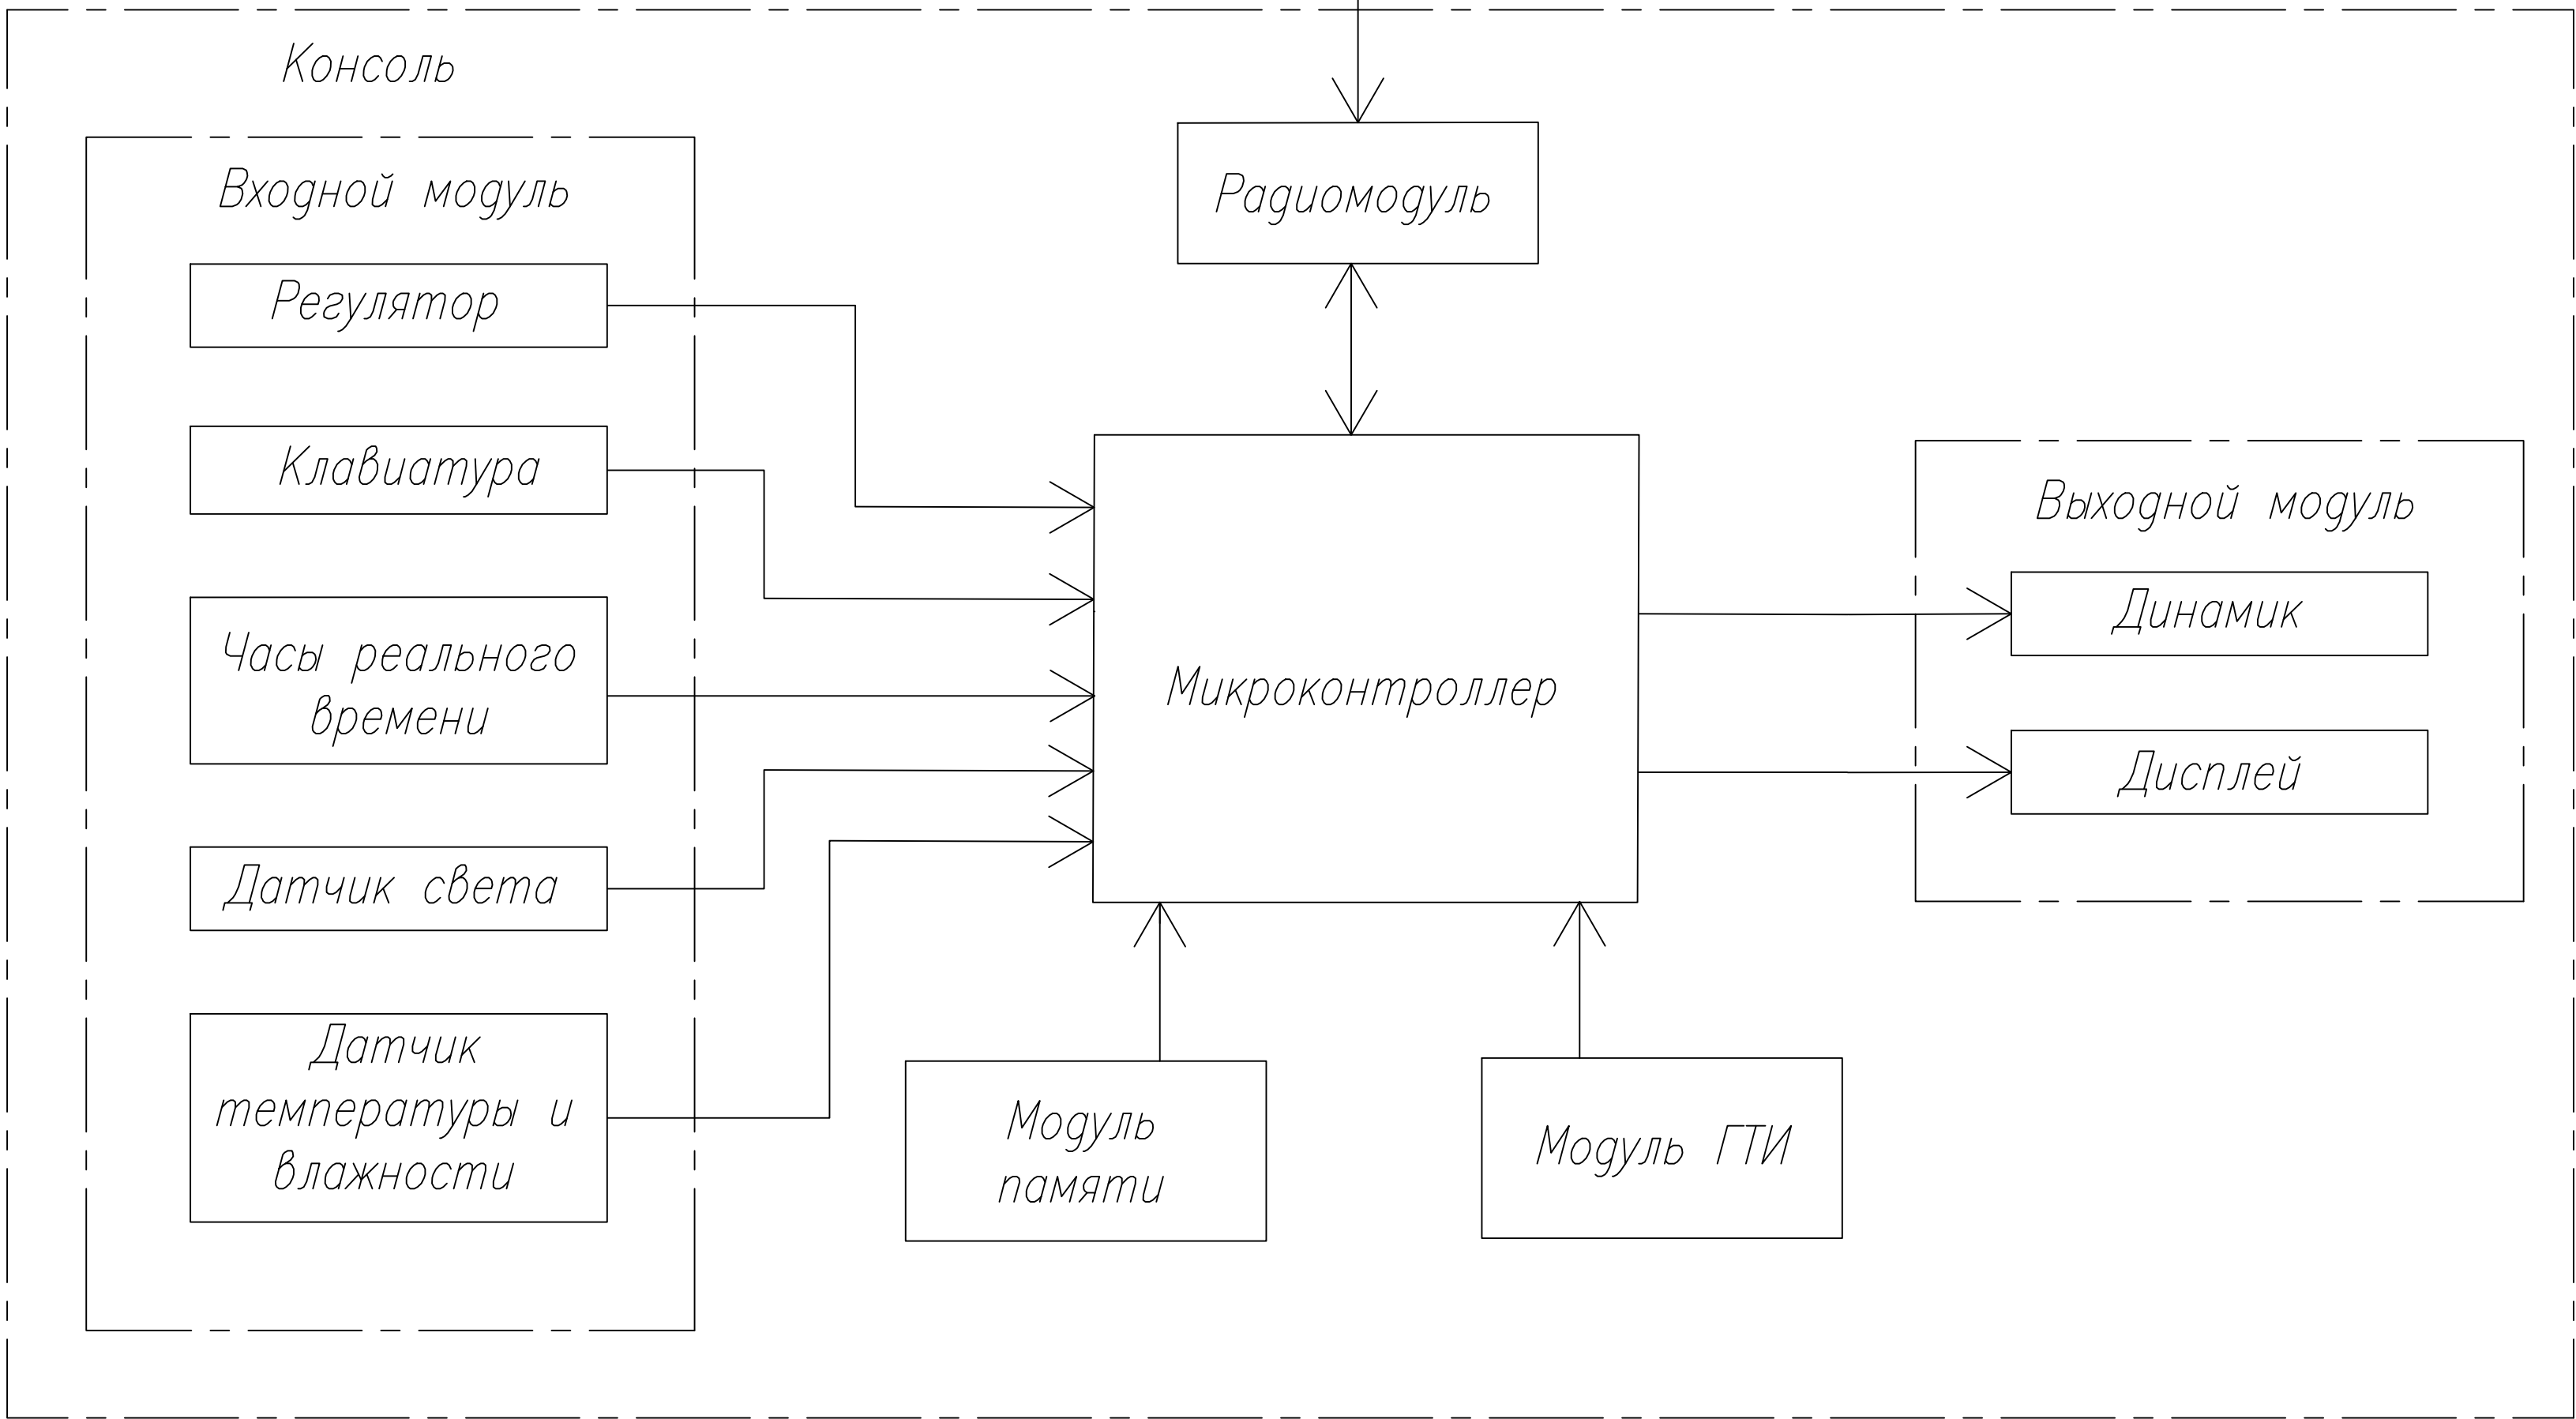 Консоль
Входной модуль
Регулятор
Клавиатура
Часы реального
времени
Датчик света
Датчик
температуры и
влажности
Радиомодуль
Микроконтроллер
Модуль
памяти
Модуль ГТИ
Выходной модуль
Динамик
Дисплей